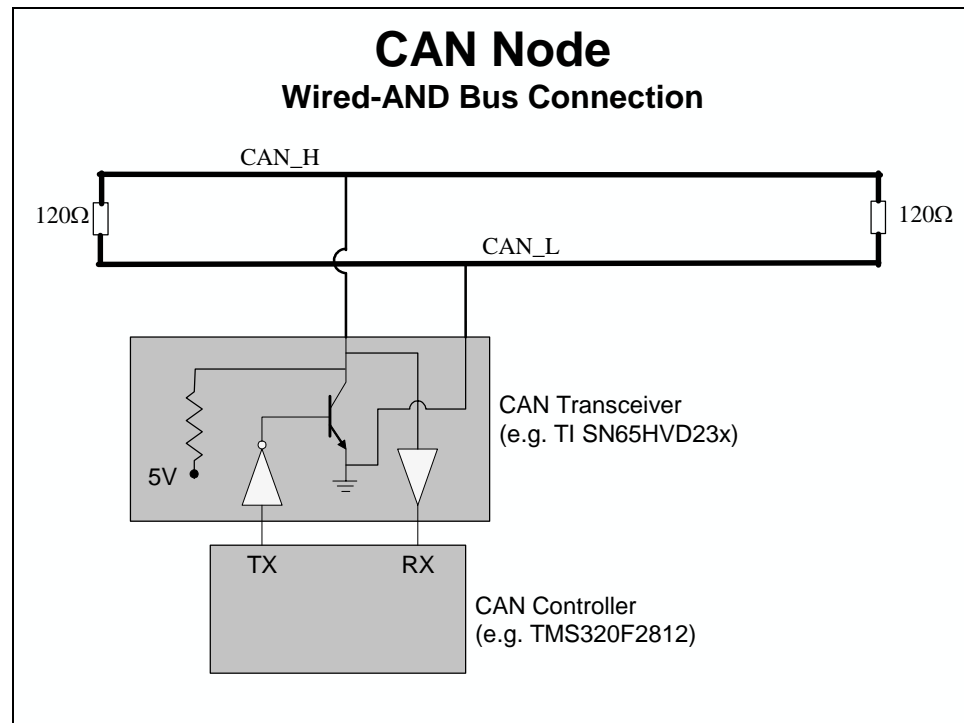 CAN Node
Wired-AND Bus Connection
CAN_H
120Ω
120Ω
CAN_L
CAN Transceiver
(e.g. TI SN65HVD23x)
5V
TX
RX
CAN Controller
(e.g. TMS320F2812)